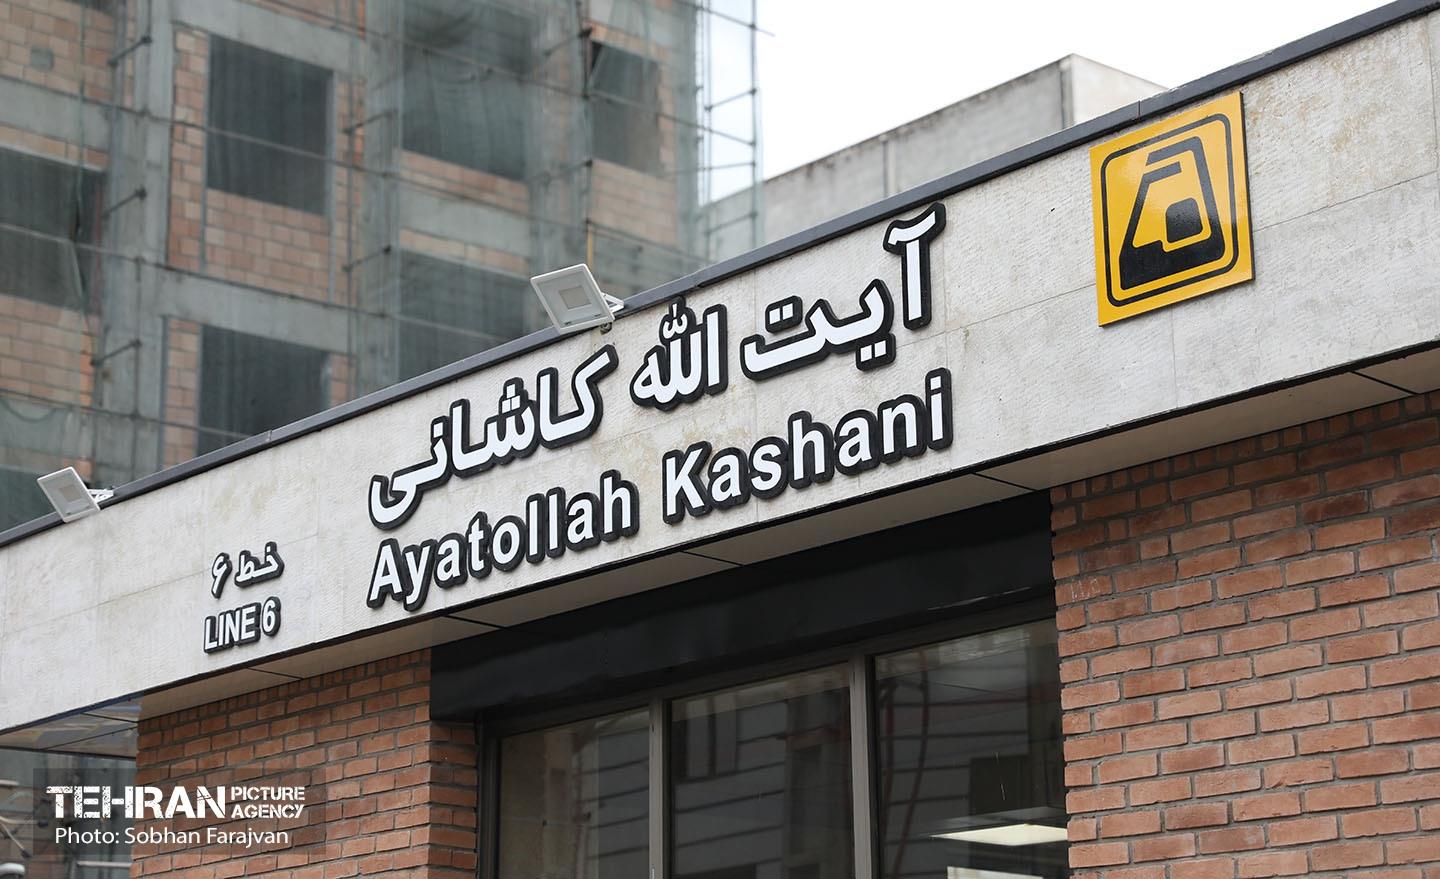 آیت الله کاشانی
Ayatollah Kashani
خط ۶
LINE 6
TEHRAN PICTURE AGENCY
Photo: Sobhan Farajvan